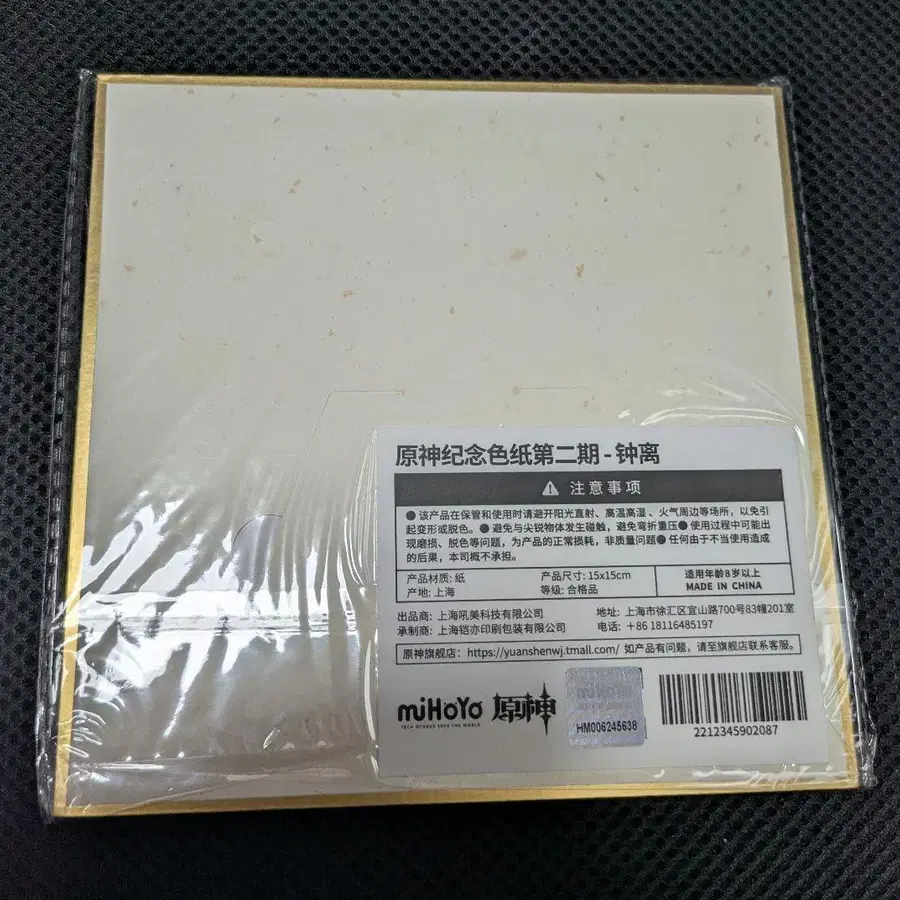 原神纪念色纸第二期-钟离
注意事项
● 该产品在保管和使用时请避开阳光直射、高温高湿、火气周边等场所，以免引
起变形或脱色。● 避免与尖锐物体发生碰触，避免弯折重压● 使用过程中可能出
现磨损、脱色等问题，为产品的正常损耗，非质量问题● 任何由于不当使用造成
的后果，本司概不承担。
产品材质: 纸 产品尺寸: 15x15cm 适用年龄8岁以上
产地: 上海 等级: 合格品 MADE IN CHINA
出品商: 上海吼美科技有限公司 地址: 上海市徐汇区宜山路700号83幢201室
承制商: 上海铠亦印刷包装有限公司 电话: +86 18116485197
原神旗舰店: https://yuanshenwj.tmall.com/ 如产品有问题，请至旗舰店联系客服。
miHoYo 原神 miHoYo
TECH OTAKUS SAVE THE WORLD
HM006245638
2212345902087